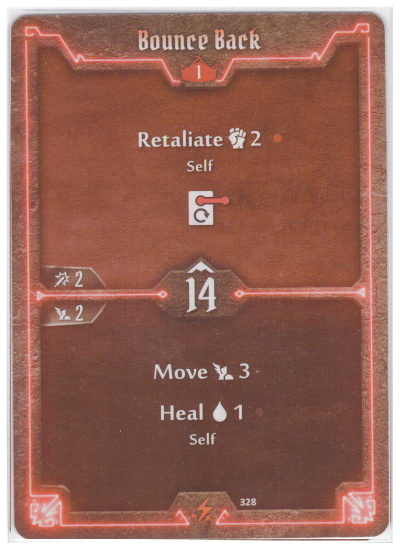 Bounce Back
1
Retaliate 2
Self
2
14
2
Move 3
Heal 1
Self
328